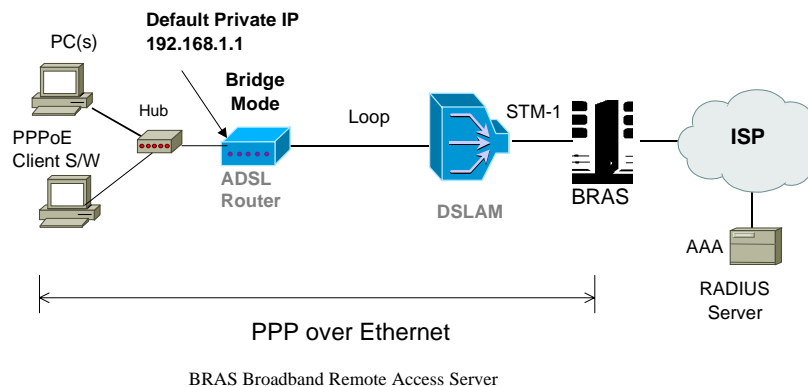 Default Private IP
192.168.1.1
PC(s)
Bridge
Mode
Hub
Loop
STM-1
ISP
PPPoE
Client S/W
ADSL
Router
DSLAM
BRAS
AAA
RADIUS
Server
PPP over Ethernet
BRAS Broadband Remote Access Server